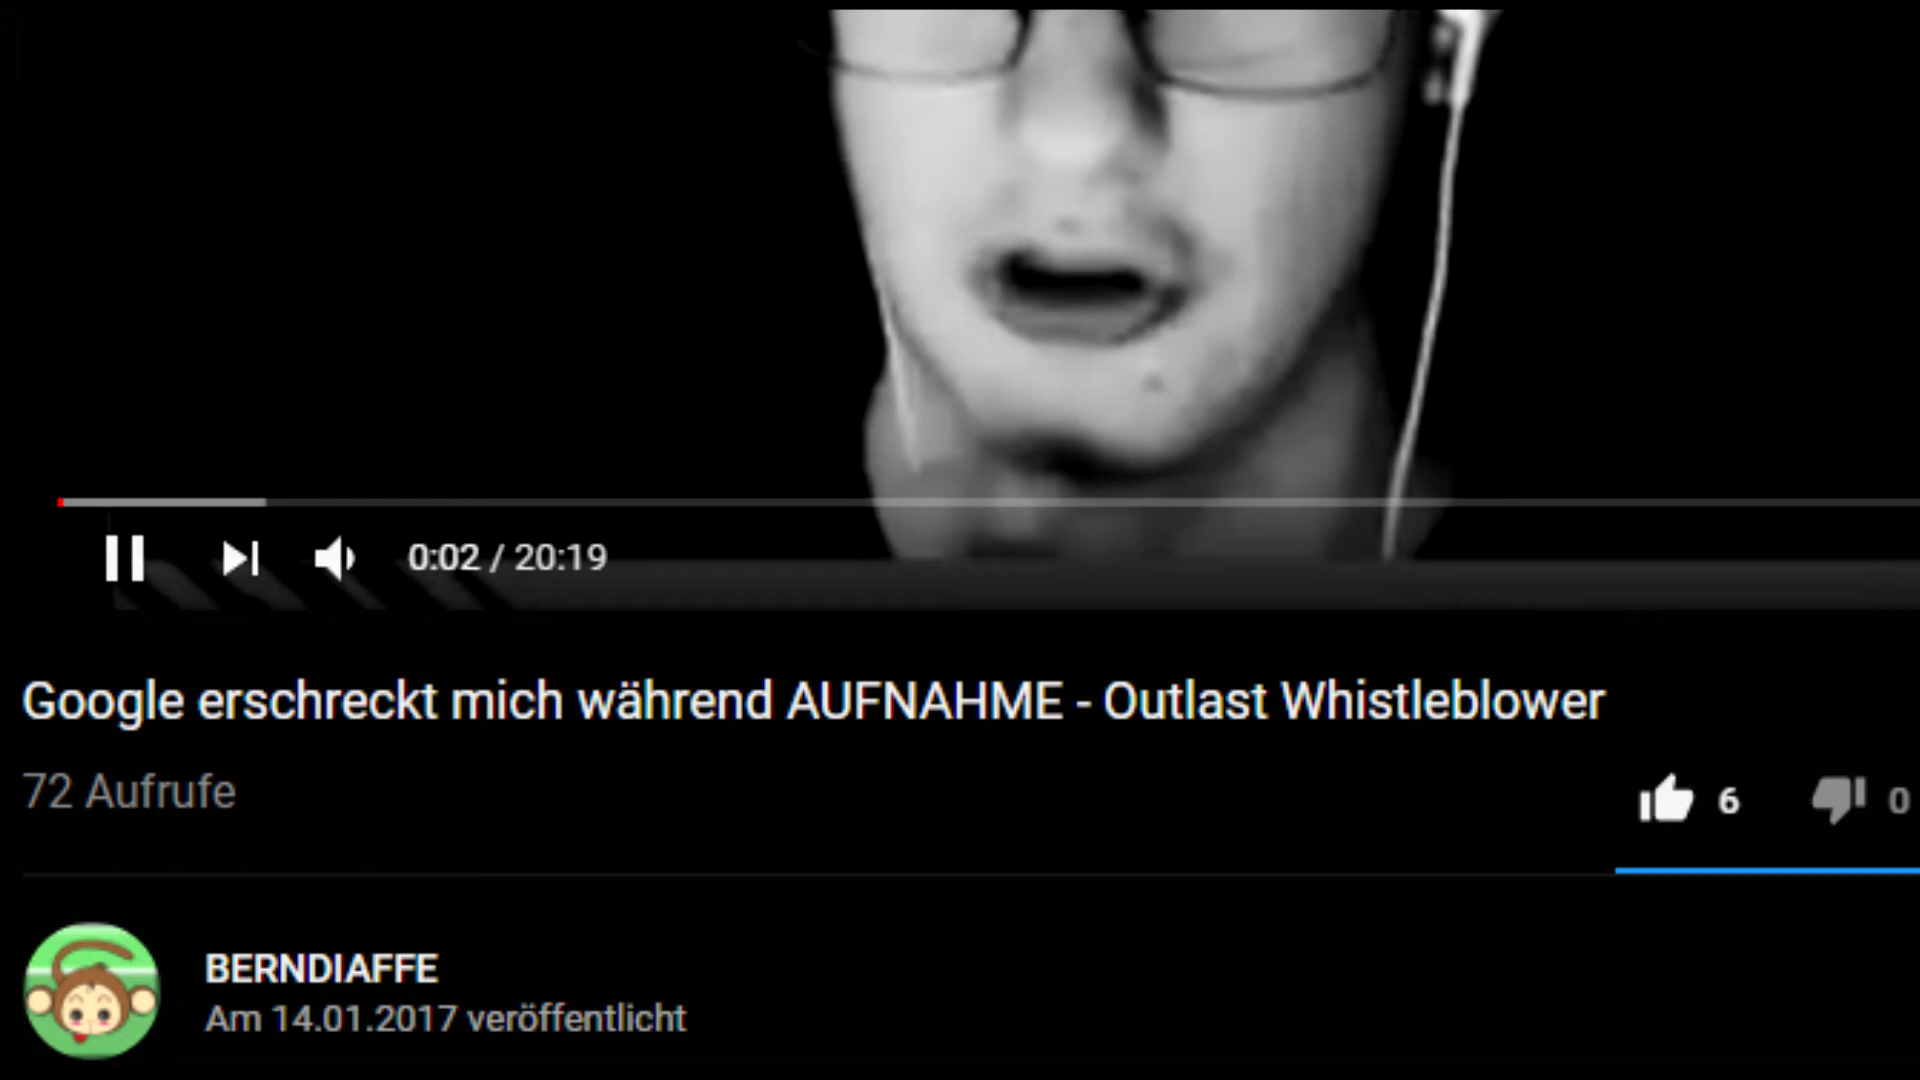 0:02 / 20:19
Google erschreckt mich während AUFNAHME - Outlast Whistleblower
72 Aufrufe
6
0
BERNDIAFFE
Am 14.01.2017 veröffentlicht